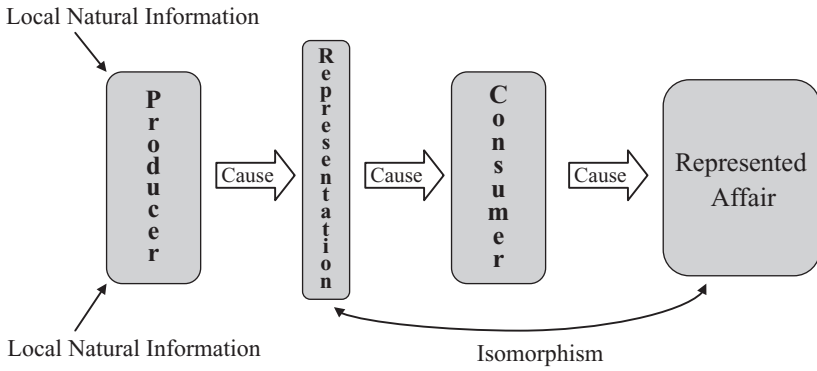 Local Natural Information
Producer
Cause
Representation
Cause
Consumer
Cause
Represented
Affair
Local Natural Information
Isomorphism